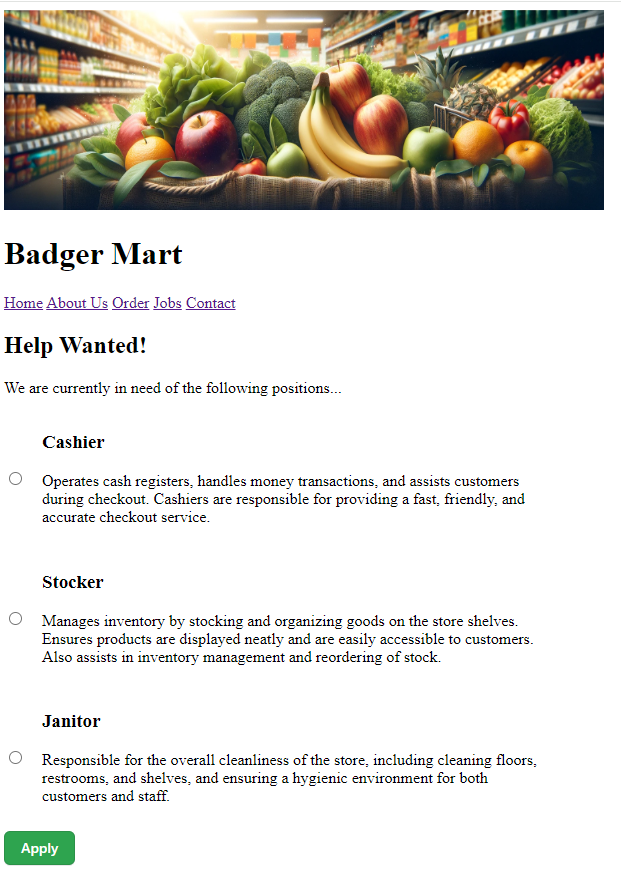 Badger Mart
Home About Us Order Jobs Contact
Help Wanted!
We are currently in need of the following positions...
Cashier
Operates cash registers, handles money transactions, and assists customers
during checkout. Cashiers are responsible for providing a fast, friendly, and
accurate checkout service.
Stocker
Manages inventory by stocking and organizing goods on the store shelves.
Ensures products are displayed neatly and are easily accessible to customers.
Also assists in inventory management and reordering of stock.
Janitor
Responsible for the overall cleanliness of the store, including cleaning floors,
restrooms, and shelves, and ensuring a hygienic environment for both
customers and staff.
Apply